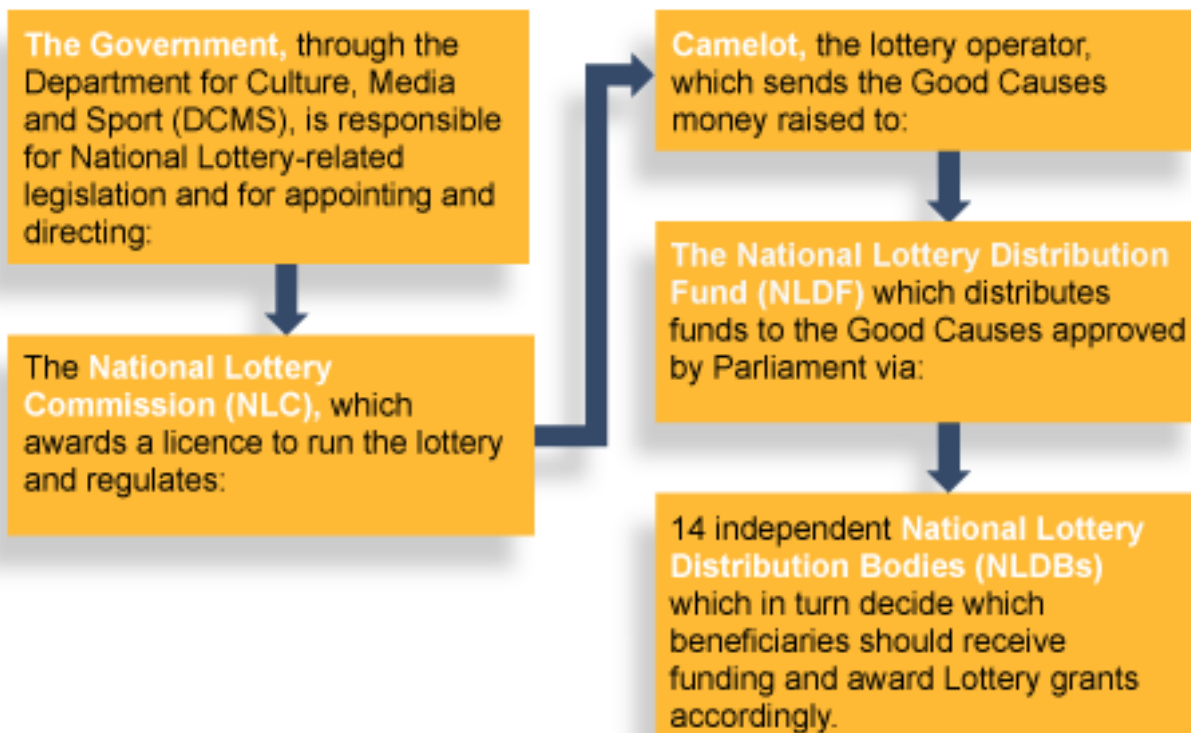 The Government, through the
Department for Culture, Media
and Sport (DCMS), is responsible
for National Lottery-related
legislation and for appointing and
directing:
The National Lottery
Commission (NLC), which
awards a licence to run the lottery
and regulates:
Camelot, the lottery operator,
which sends the Good Causes
money raised to:
The National Lottery Distribution
Fund (NLDF) which distributes
funds to the Good Causes approved
by Parliament via:
14 independent National Lottery
Distribution Bodies (NLDBs)
which in turn decide which
beneficiaries should receive
funding and award Lottery grants
accordingly.